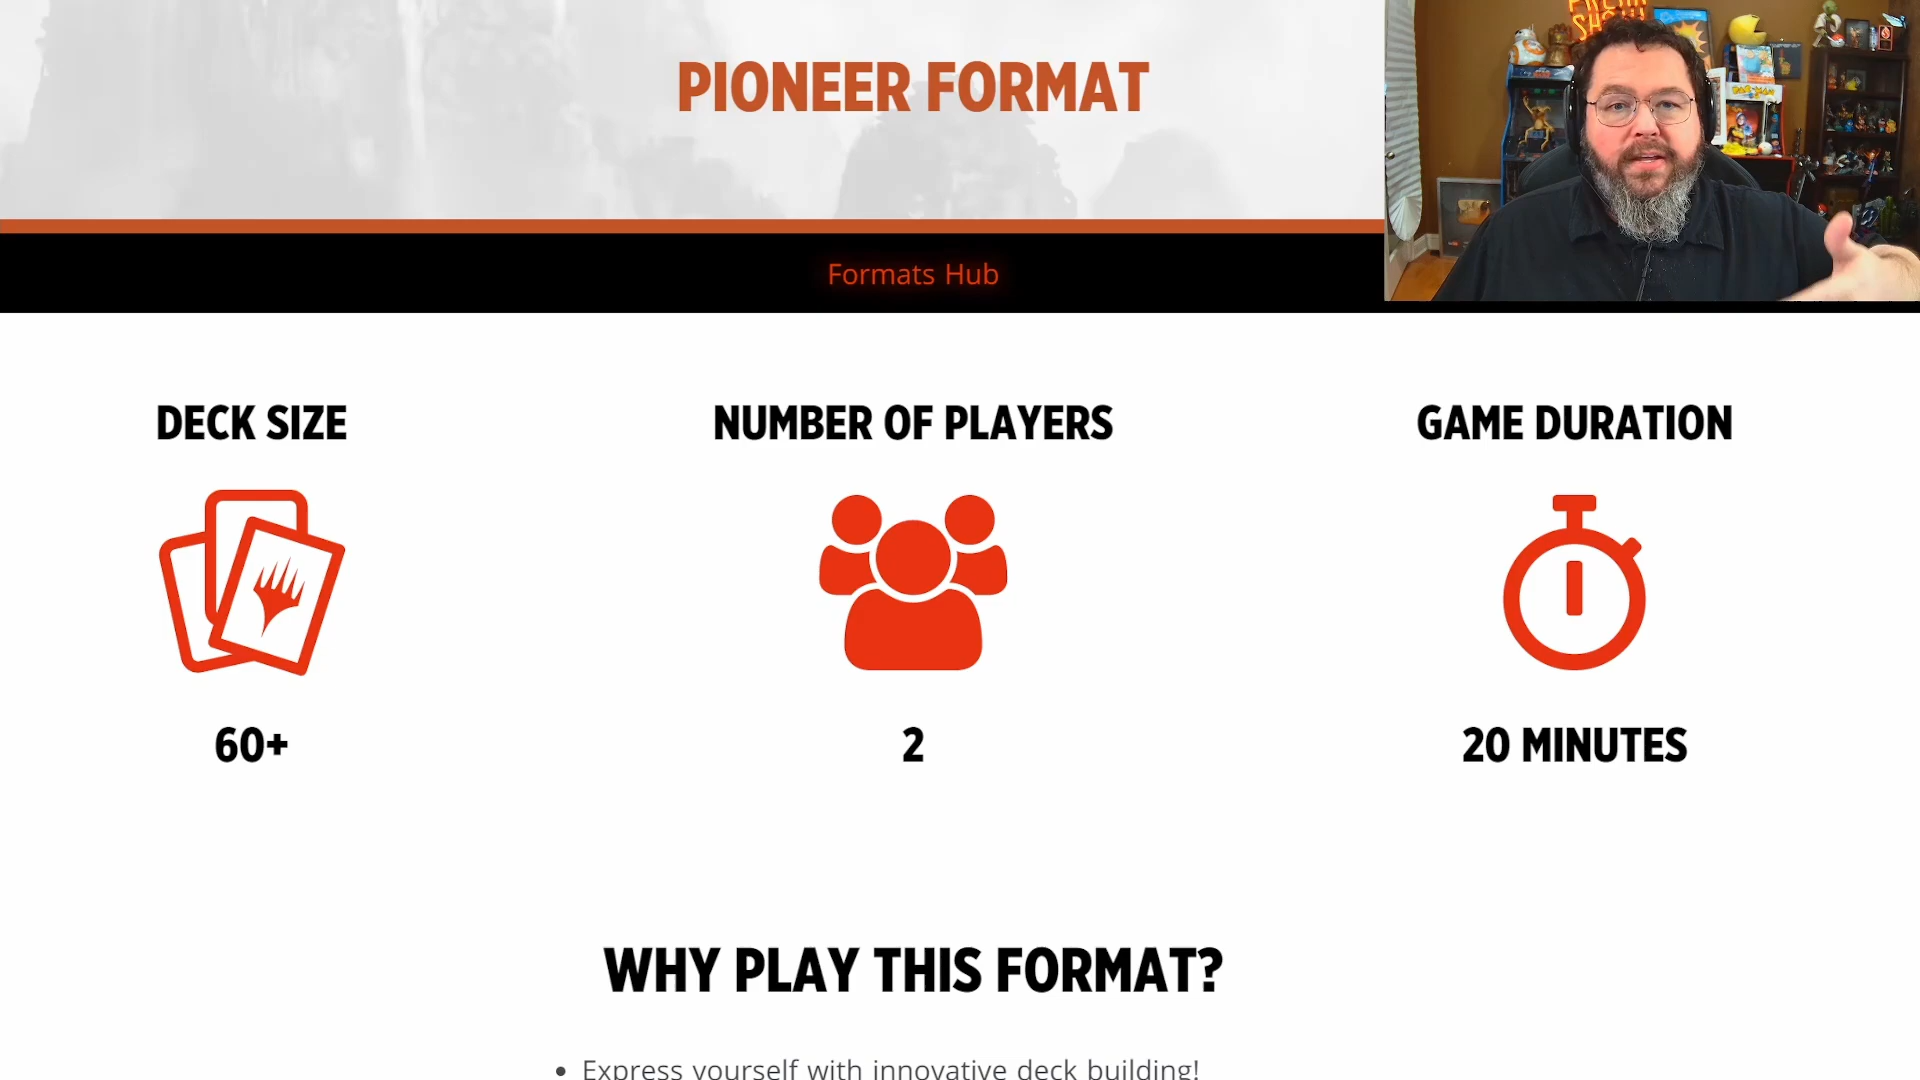 PIONEER FORMAT
Formats Hub
DECK SIZE
NUMBER OF PLAYERS
GAME DURATION
60+
2
20 MINUTES
WHY PLAY THIS FORMAT?
• Express yourself with innovative deck building!